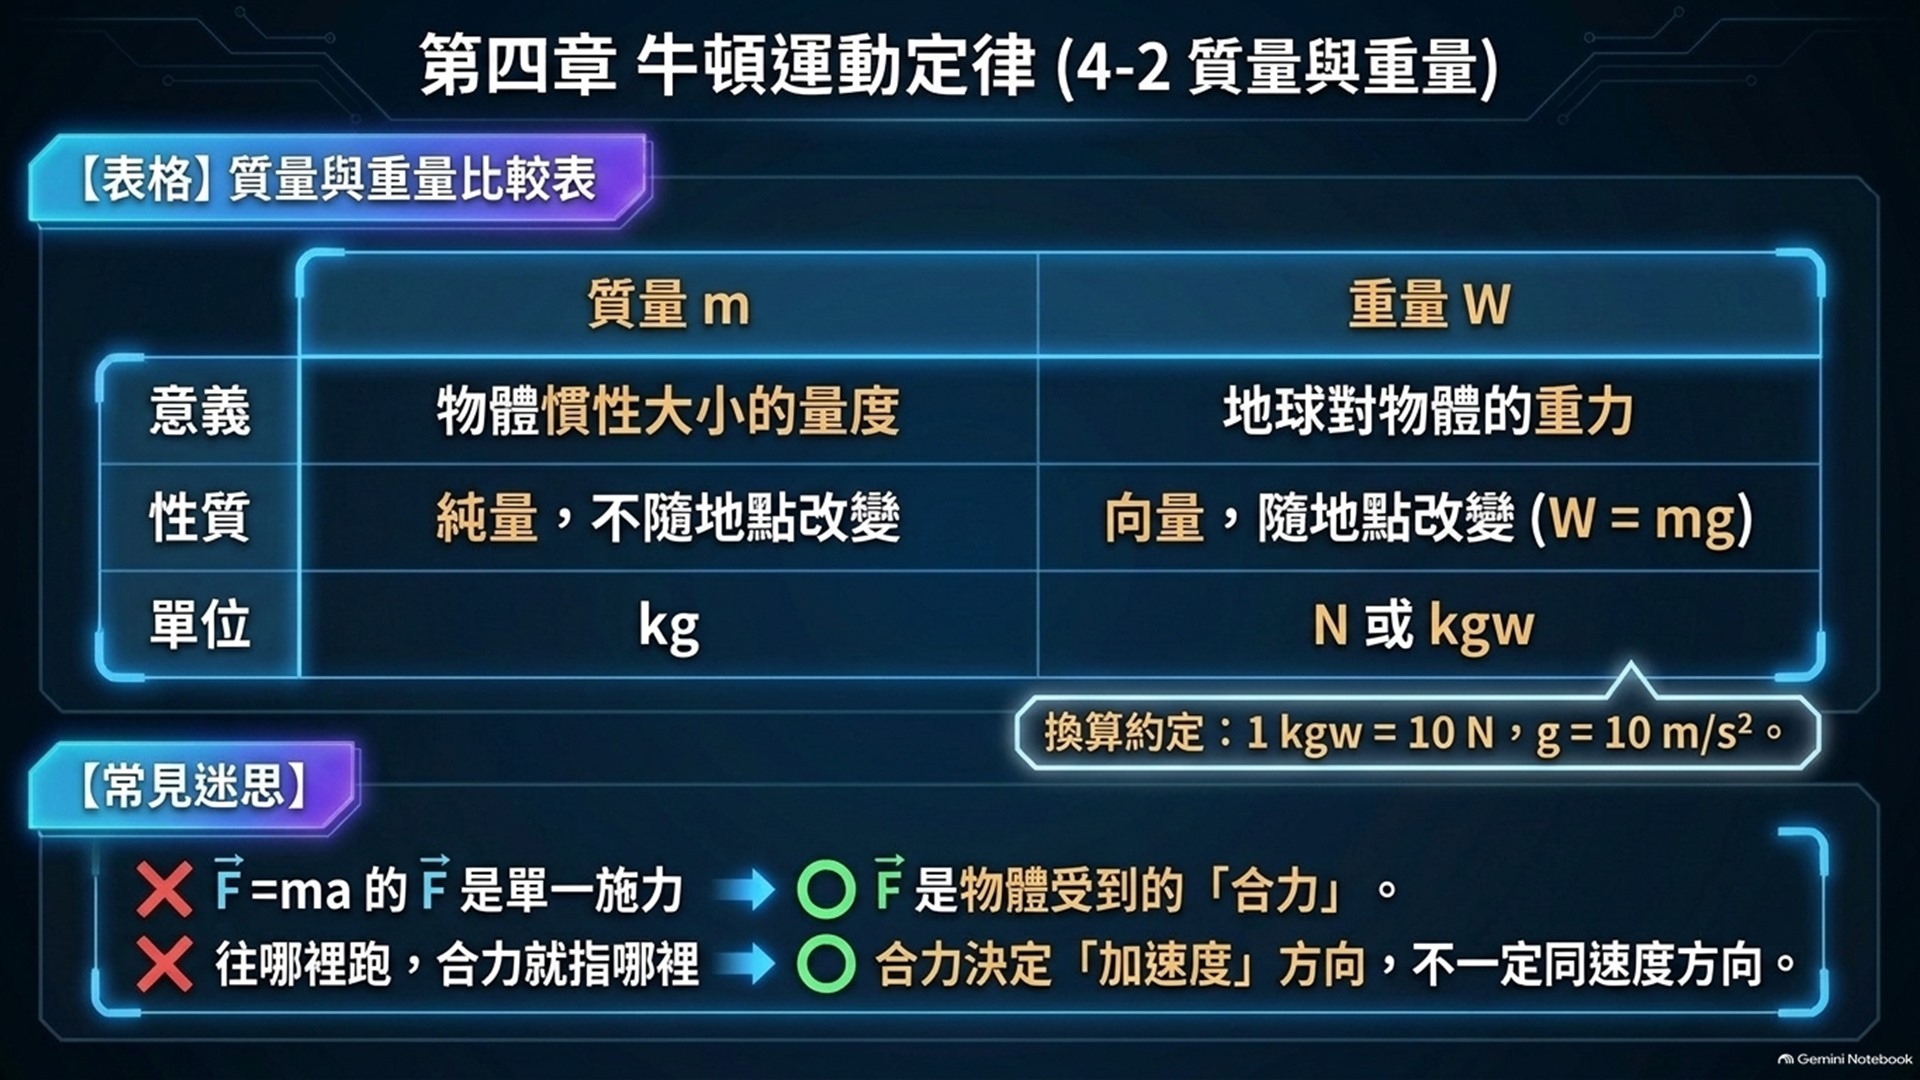 第四章 牛頓運動定律 (4-2 質量與重量)
【表格】質量與重量比較表
質量 m 重量 W
意義 物體慣性大小的量度 地球對物體的重力
性質 純量，不隨地點改變 向量，隨地點改變 (W = mg)
單位 kg N 或 kgw
換算約定：1 kgw = 10 N，g = 10 m/s²。
【常見迷思】
❌ F⃗ =ma 的 F⃗ 是單一施力 → ⭕ F⃗ 是物體受到的「合力」。
❌ 往哪裡跑，合力就指哪裡 → ⭕ 合力決定「加速度」方向，不一定同速度方向。
Gemini Notebook